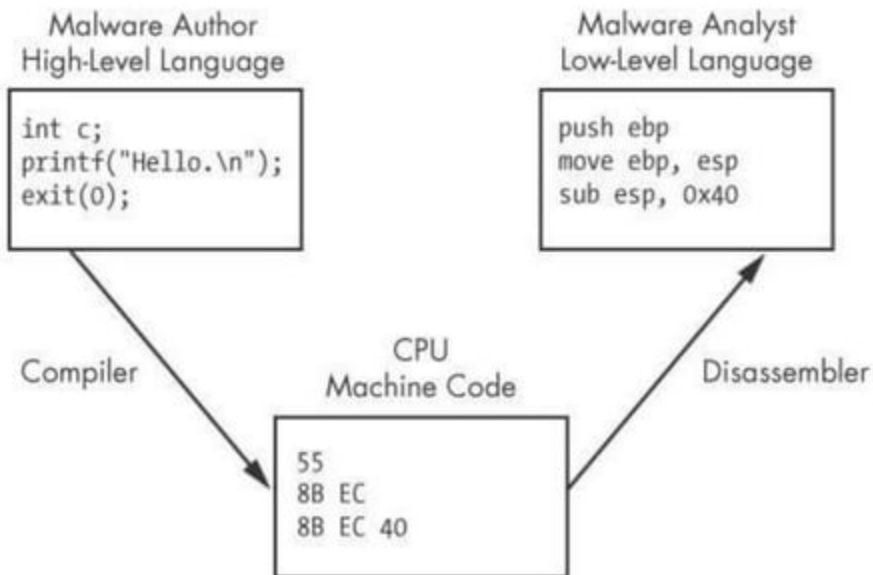 Malware Author
High-Level Language
int c;
printf("Hello.\n");
exit(0);
Malware Analyst
Low-Level Language
push ebp
move ebp, esp
sub esp, 0x40
Compiler
CPU
Machine Code
Disassembler
55
8B EC
8B EC 40